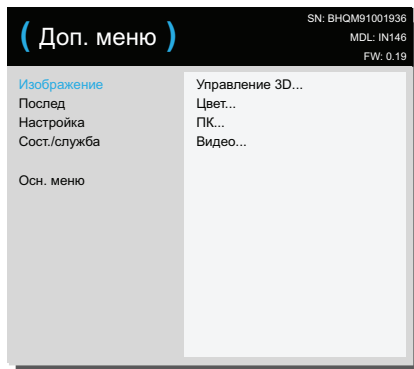 ( Доп. меню )
SN: BHQM91001936
MDL: IN146
FW: 0.19
Изображение
Послед
Настройка
Сост./служба
Осн. меню
Управление 3D...
Цвет...
ПК...
Видео...